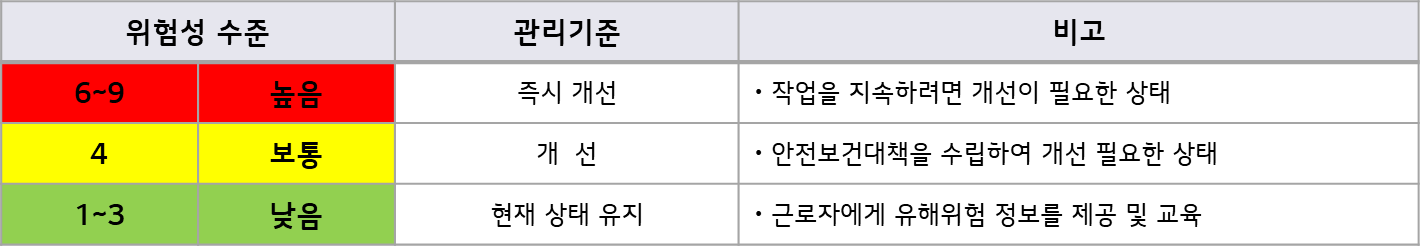 위험성 수준 관리기준 비고
6~9 높음 즉시 개선 · 작업을 지속하려면 개선이 필요한 상태
4 보통 개 선 · 안전보건대책을 수립하여 개선 필요한 상태
1~3 낮음 현재 상태 유지 · 근로자에게 유해위험 정보를 제공 및 교육